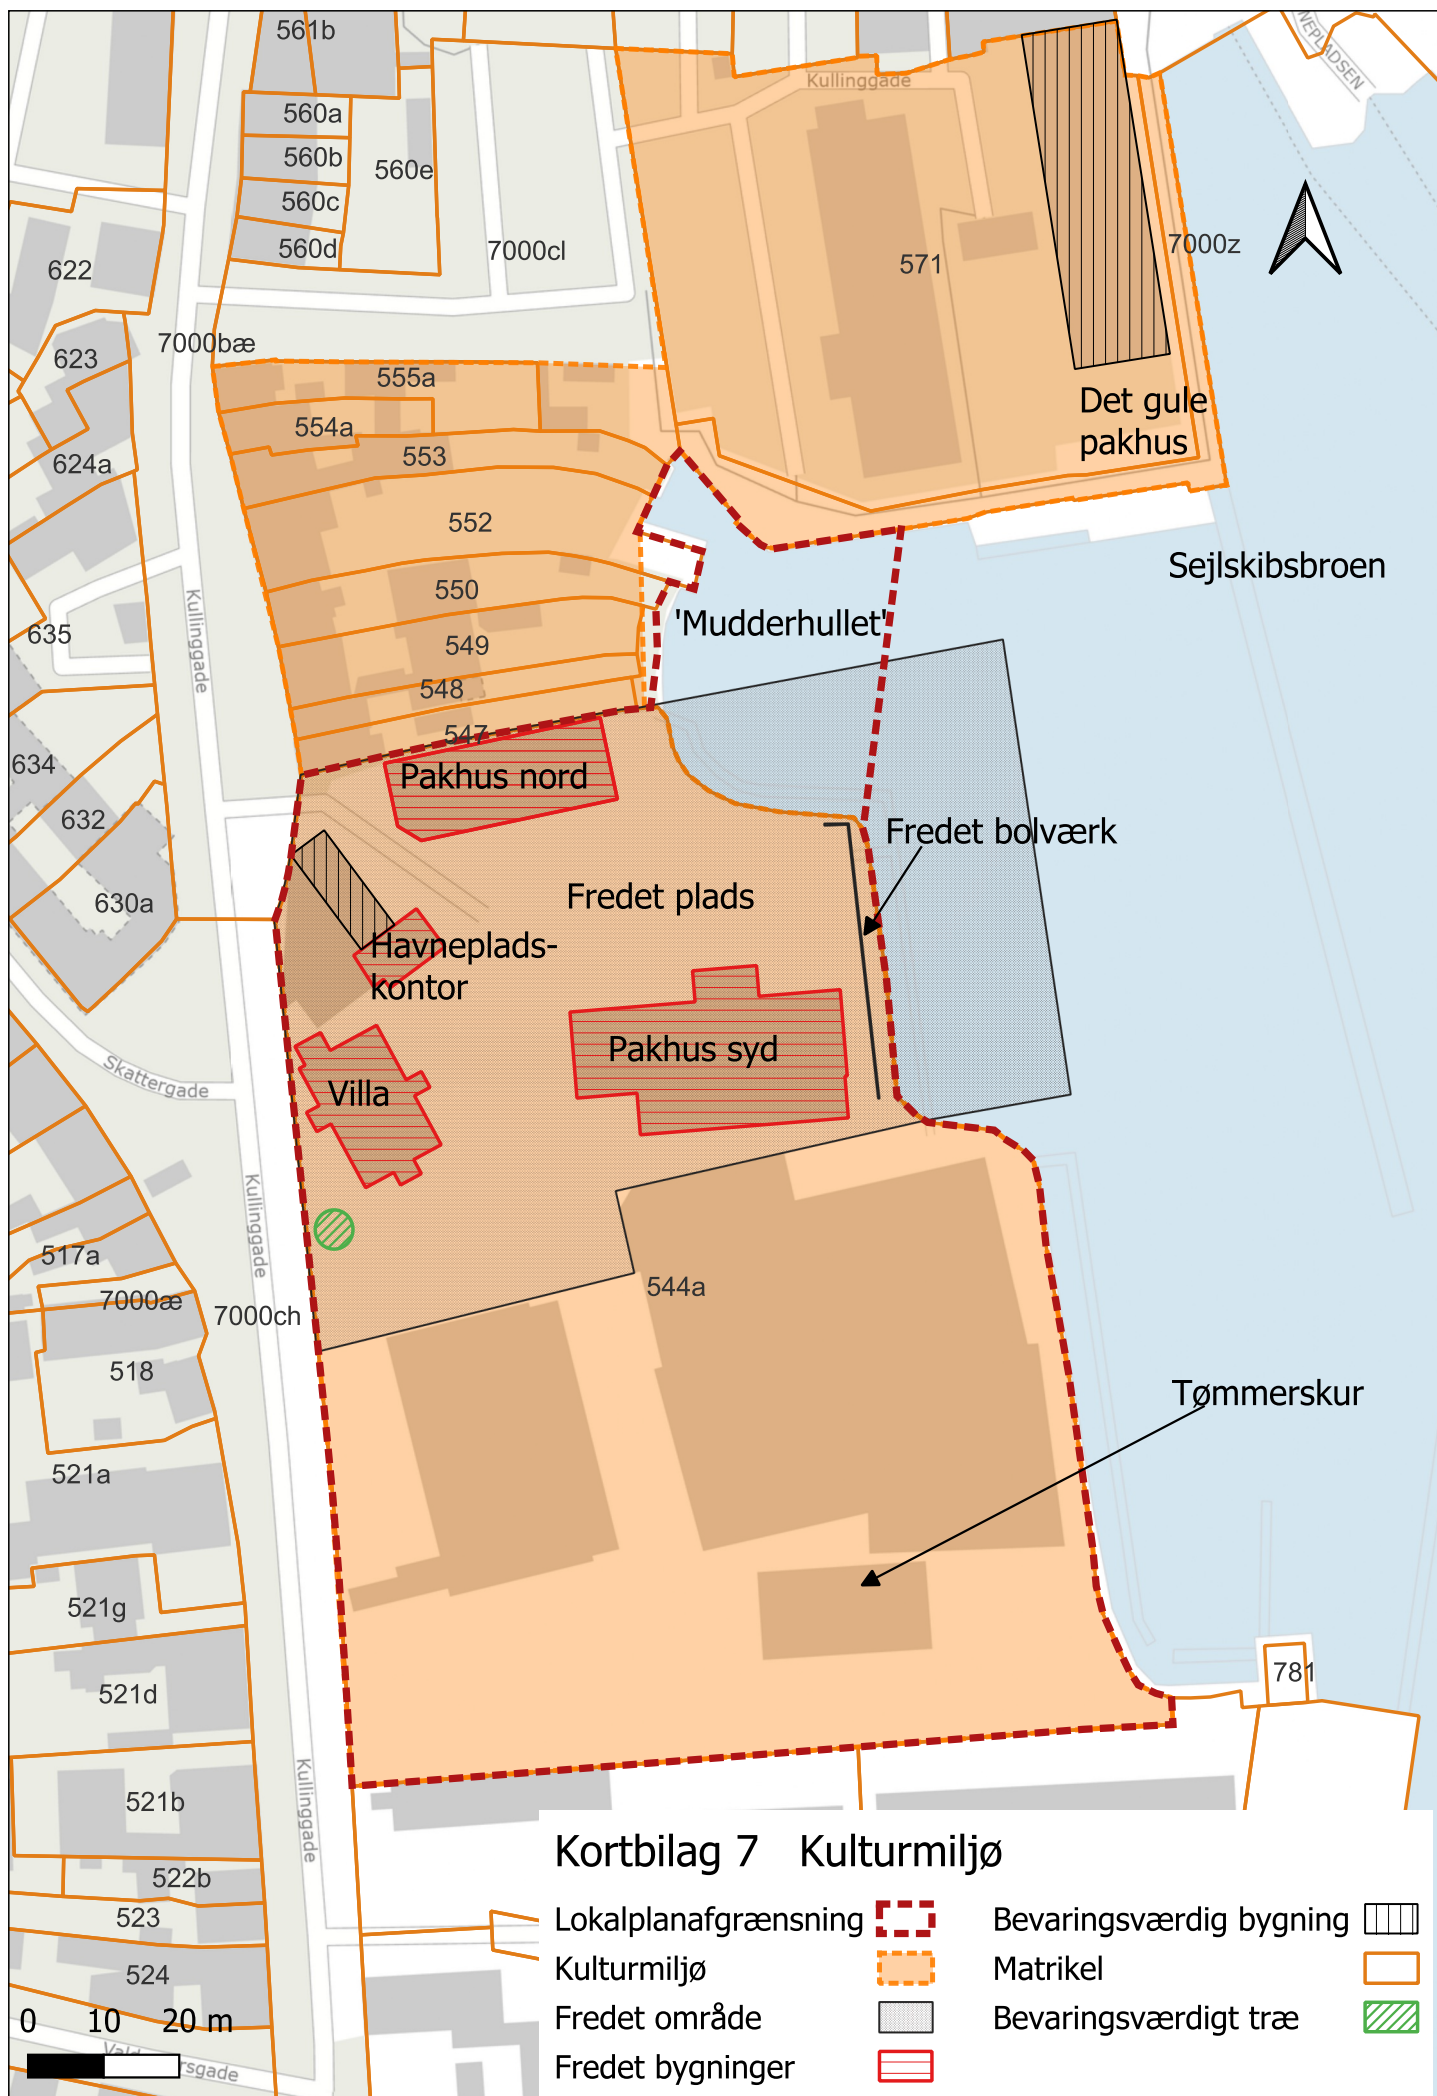 561b
NEPLADSEN
Kullinggade
560a
560b
560e
560c
560d
7000cl
7000z
571
622
7000bæ
623
555a
Det gule
pakhus
554a
553
624a
552
Sejlskibsbroen
550
Kullinggade
'Mudderhullet'
635
549
548
547
634
Pakhus nord
632
Fredet bolværk
Fredet plads
630a
Havneplads-
kontor
Pakhus syd
Skattergade
Villa
Kullinggade
517a
544a
7000æ
7000ch
518
Tømmerskur
521a
521g
781
521d
521b
Kullinggade
522b
523
524
0 10 20 m
Kortbilag 7 Kulturmiljø
Lokalplanafgrænsning
Bevaringsværdig bygning
Kulturmiljø
Matrikel
Fredet område
Bevaringsværdigt træ
Fredet bygninger